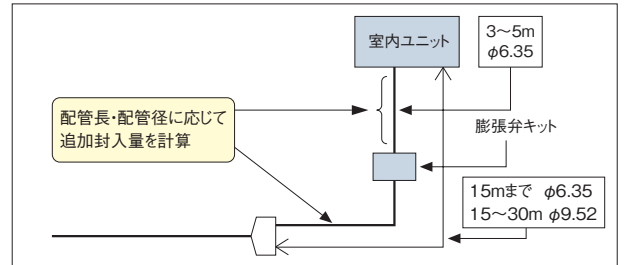 室内ユニット
3～5m
φ6.35
配管長・配管径に応じて
追加封入量を計算
膨張弁キット
15mまで φ6.35
15～30m φ9.52